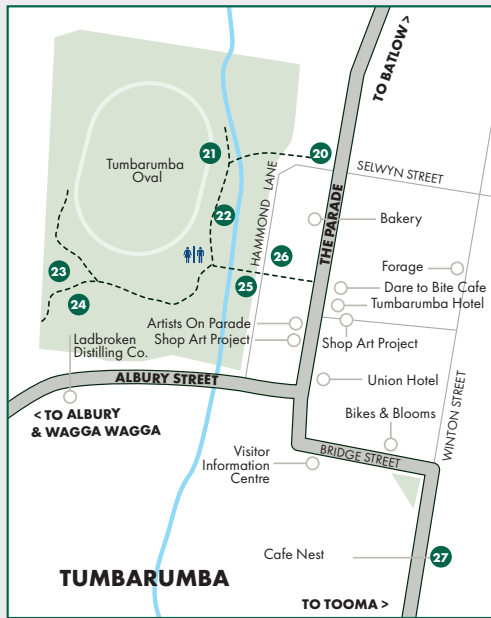 TO BATLOW >
21
20
Tumbarumba
Oval
SELWYN STREET
HAMMOND LANE
THE PARADE
22
Bakery
26
Forage
23
25
Dare to Bite Cafe
24
Tumbarumba Hotel
Artists On Parade
Shop Art Project
Shop Art Project
Ladbroken
Distilling Co.
ALBURY STREET
Union Hotel
WINTON STREET
< TO ALBURY
& WAGGA WAGGA
Bikes & Blooms
BRIDGE STREET
Visitor
Information
Centre
Cafe Nest
27
TUMBARUMBA
TO TOOMA >